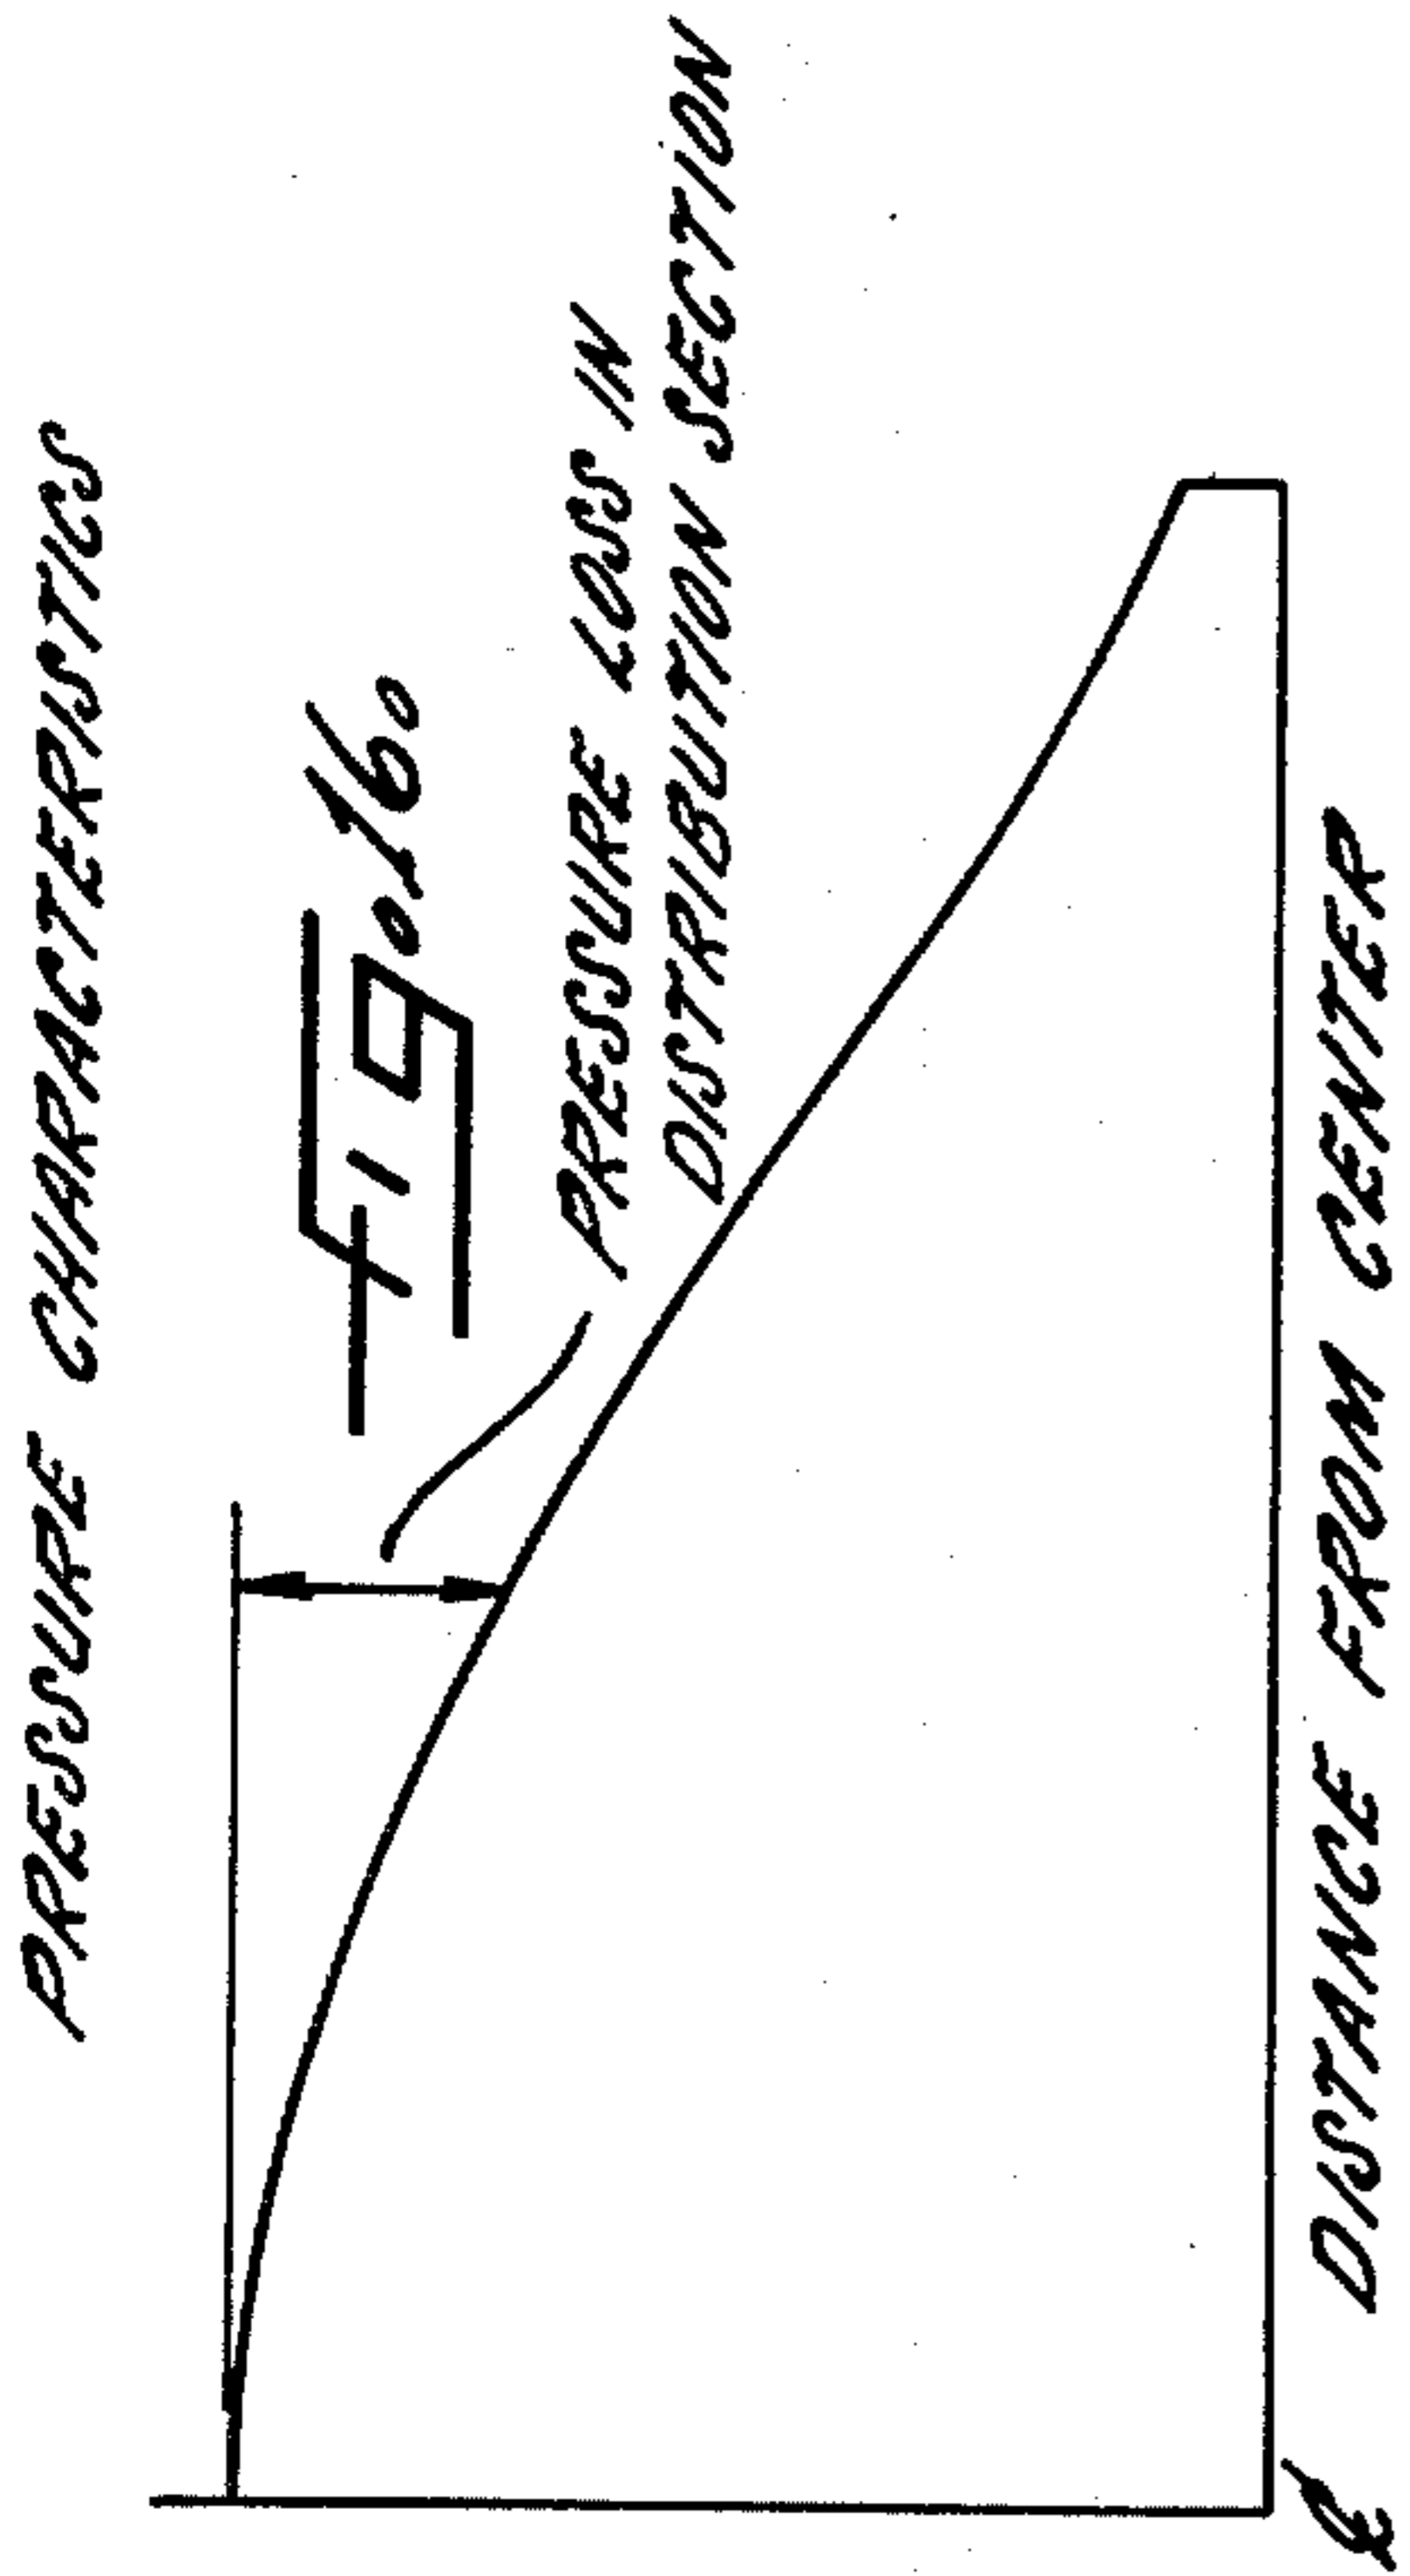 PRESSURE CHARACTERISTICS
Fig. 16.
PRESSURE LOSS IN
DISTRIBUTION SECTION
℄ DISTANCE FROM CENTER